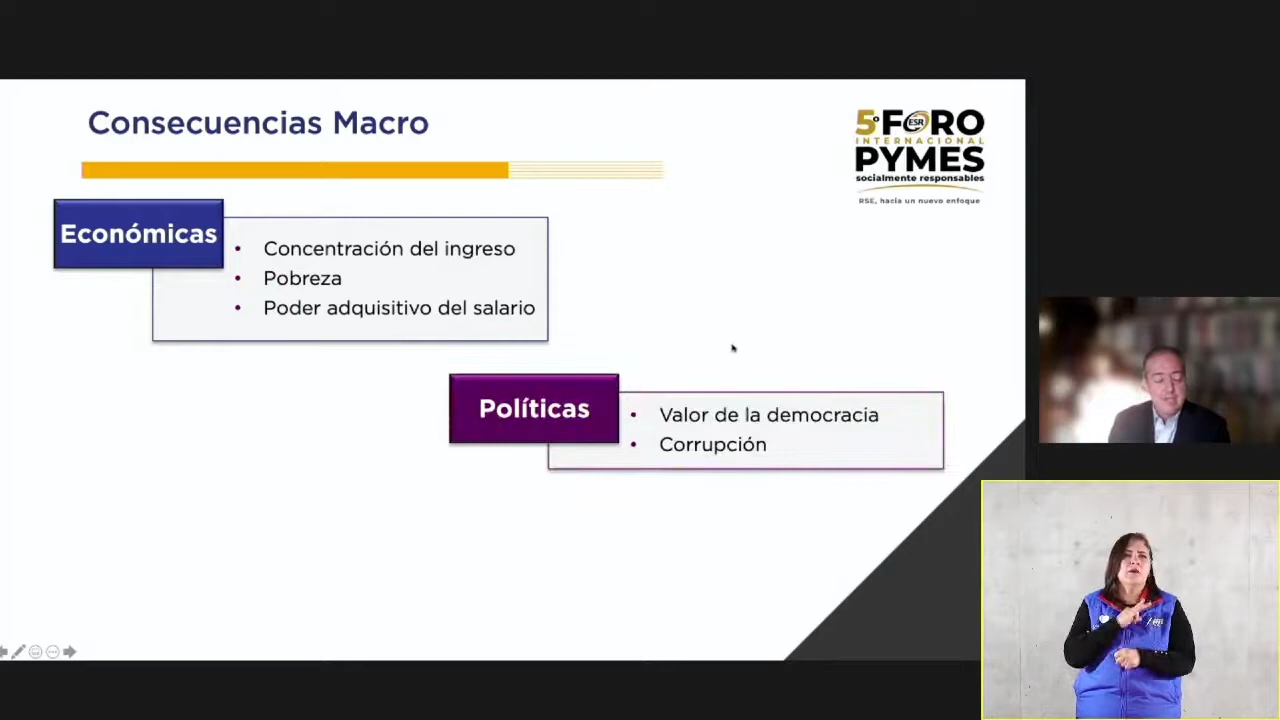 Consecuencias Macro
5º FORO
ESR
INTERNACIONAL
PYMES
socialmente responsables
RSE, hacia un nuevo enfoque
Económicas
• Concentración del ingreso
• Pobreza
• Poder adquisitivo del salario
Políticas
• Valor de la democracia
• Corrupción